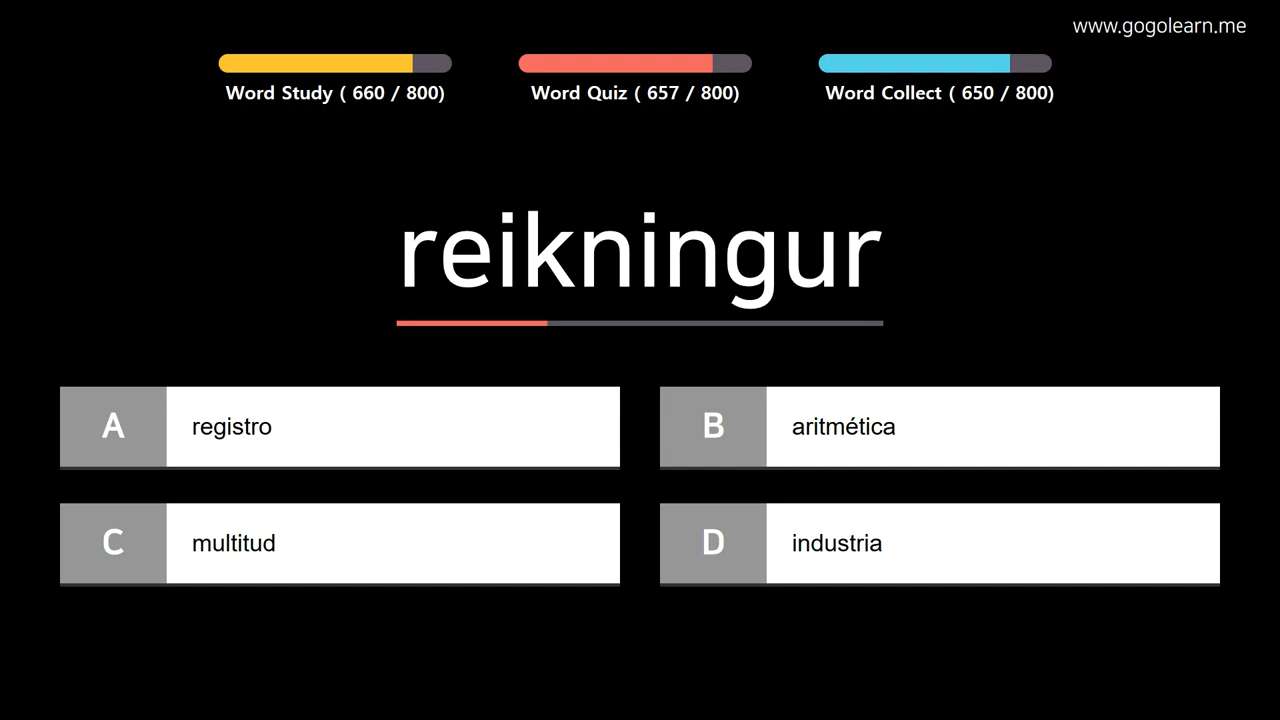 www.gogolearn.me
Word Study ( 660 / 800)
Word Quiz ( 657 / 800)
Word Collect ( 650 / 800)
reikningur
A registro
B aritmética
C multitud
D industria